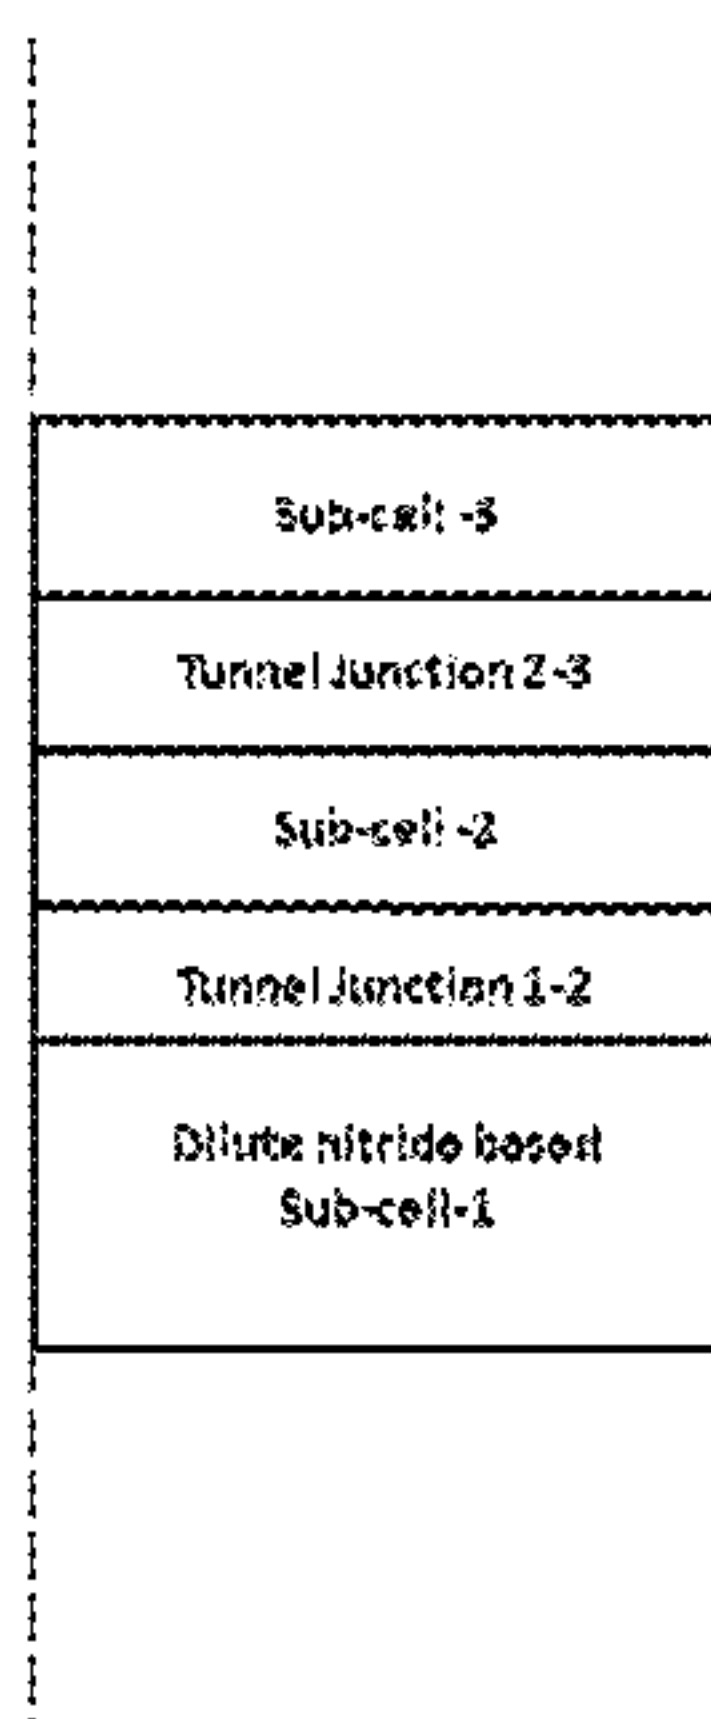 Sub-cell -3
Tunnel Junction 2-3
Sub-cell -2
Tunnel Junction 1-2
Dilute nitride based
Sub-cell-1